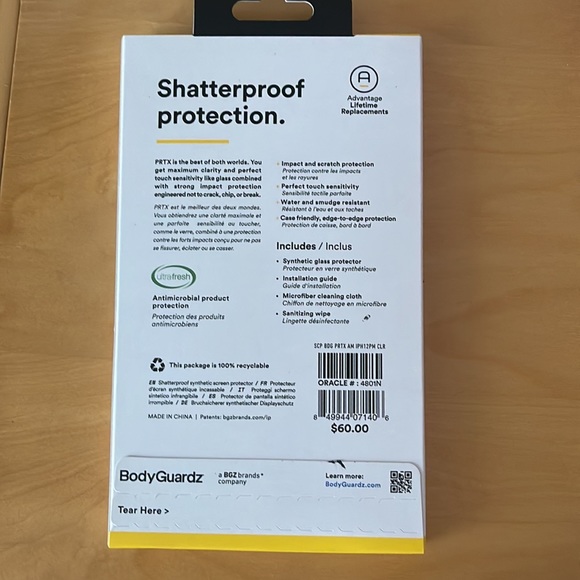 Shatterproof
protection.
A
Advantage
Lifetime
Replacements
PRTX is the best of both worlds. You
get maximum clarity and perfect
touch sensitivity like glass combined
with strong impact protection
engineered not to crack, chip, or break.
PRTX est le meilleur des deux mondes.
Vous obtiendrez une clarté maximale et
une parfaite sensibilité au toucher,
comme le verre, combiné à une protection
contre les forts impacts conçu pour ne pas
se fissurer, éclater ou se casser.
ultrafresh
Antimicrobial product
protection
Protection des produits
antimicrobiens
Impact and scratch protection
Protection contre les impacts
et les rayures
Perfect touch sensitivity
Sensibilité tactile parfaite
Water and smudge resistant
Résistant à l'eau et aux taches
Case friendly, edge-to-edge protection
Protection de caisse, bord à bord
Includes / Inclus
• Synthetic glass protector
Protecteur en verre synthétique
• Installation guide
Guide d'installation
• Microfiber cleaning cloth
Chiffon de nettoyage en microfibre
• Sanitizing wipe
Lingette désinfectante
This package is 100% recyclable
EN Shatterproof synthetic screen protector / FR Protecteur
d'écran synthétique incassable / IT Proteggi schermo
sintetico infrangibile / ES Protector de pantalla sintético
irrompible / DE Bruchsicherer synthetischer Displayschutz
MADE IN CHINA | Patents: bgzbrands.com/ip
SCP BDG PRTX AM IPH12PM CLR
ORACLE # : 4801N
8 49944 07140 6
$60.00
BodyGuardz
a BGZbrands
company
Learn more:
BodyGuardz.com
Tear Here >